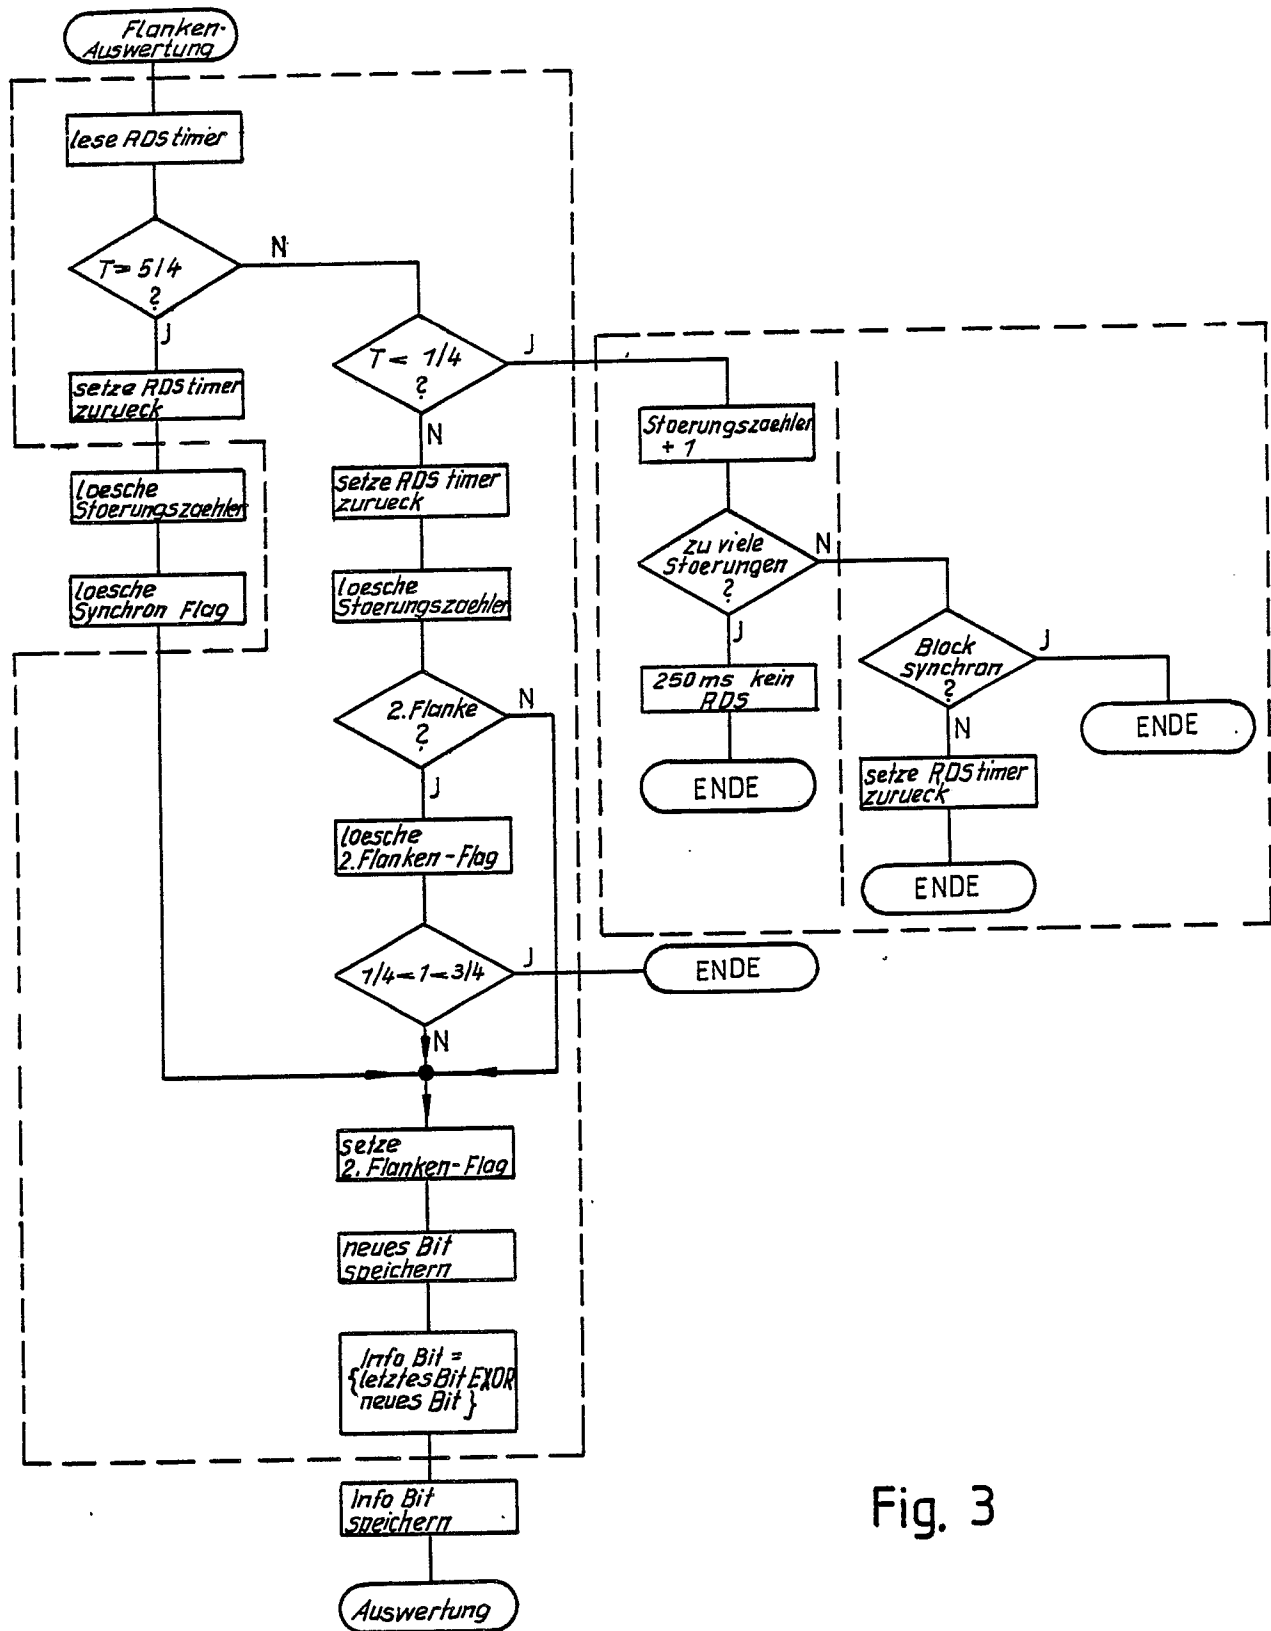 Flanken-
Auswertung
lese RDS timer
T > 5/4
?
N
J
setze RDS timer
zurueck
loesche
Stoerungszaehler
loesche
Synchron Flag
T < 1/4
?
J
N
setze RDS timer
zurueck
loesche
Stoerungszaehler
2.Flanke
?
N
J
loesche
2.Flanken-Flag
1/4 < 1 < 3/4
J
N
ENDE
Stoerungszaehler
+ 1
zu viele
Stoerungen
?
N
J
250 ms kein
RDS
ENDE
Block
synchron
?
J
N
ENDE
setze RDS timer
zurueck
ENDE
setze
2. Flanken-Flag
neues Bit
speichern
Info Bit =
{letztes Bit EXOR
neues Bit }
Info Bit
speichern
Auswertung
Fig. 3